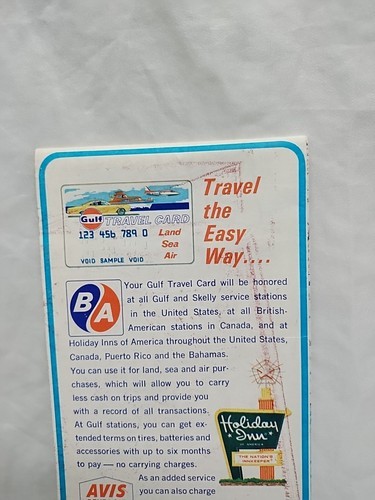 Travel
the
Easy
Way....
Gulf TRAVEL CARD
123 456 789 0
Land
Sea
Air
VOID SAMPLE VOID
BA
Your Gulf Travel Card will be honored
at all Gulf and Skelly service stations
in the United States, at all British-
American stations in Canada, and at
Holiday Inns of America throughout the United States,
Canada, Puerto Rico and the Bahamas.
You can use it for land, sea and air pur-
chases, which will allow you to carry
less cash on trips and provide you
with a record of all transactions.
At Gulf stations, you can get ex-
tended terms on tires, batteries and
accessories with up to six months
to pay — no carrying charges.
Holiday
Inn
OF AMERICA
"THE NATION'S
INNKEEPER"
AVIS
As an added service
you can also charge